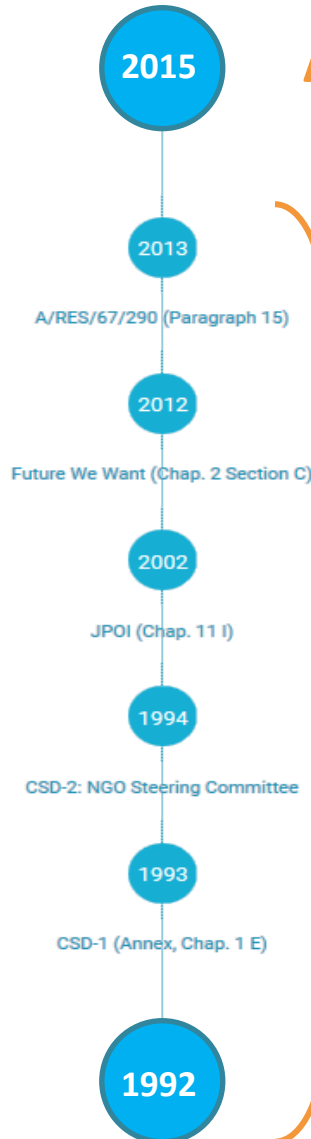 2015
2013
A/RES/67/290 (Paragraph 15)
2012
Future We Want (Chap. 2 Section C)
2002
JPOI (Chap. 11 I)
1994
CSD-2: NGO Steering Committee
1993
CSD-1 (Annex, Chap. 1 E)
1992